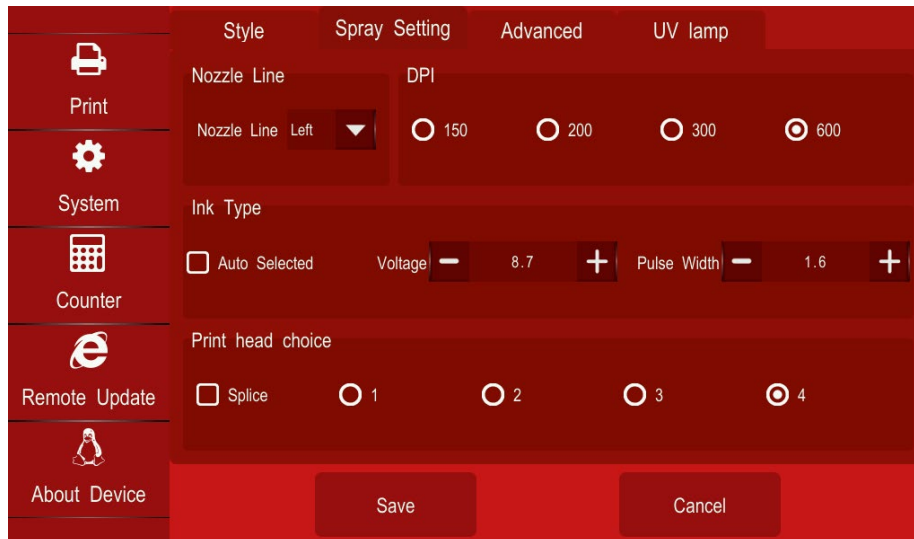 Style Spray Setting Advanced UV lamp
Print
System
Counter
Remote Update
About Device
Nozzle Line DPI
Nozzle Line Left 150 200 300 600
Ink Type
Auto Selected Voltage 8.7 Pulse Width 1.6
Print head choice
Splice 1 2 3 4
Save Cancel